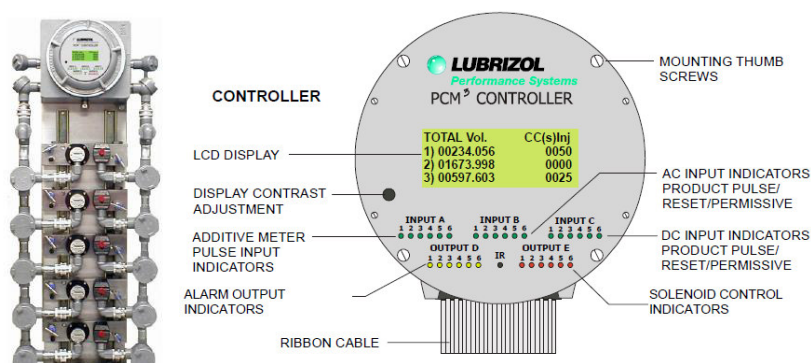 CONTROLLER
LUBRIZOL
Performance Systems
PCM³ CONTROLLER
TOTAL Vol. CC(s)Inj
1) 00234.056 0050
2) 01673.998 0000
3) 00597.603 0025
INPUT A INPUT B INPUT C
1 2 3 4 5 6 1 2 3 4 5 6 1 2 3 4 5 6
OUTPUT D IR OUTPUT E
1 2 3 4 5 6 1 2 3 4 5 6
LCD DISPLAY
DISPLAY CONTRAST
ADJUSTMENT
ADDITIVE METER
PULSE INPUT
INDICATORS
ALARM OUTPUT
INDICATORS
RIBBON CABLE
MOUNTING THUMB
SCREWS
AC INPUT INDICATORS
PRODUCT PULSE/
RESET/PERMISSIVE
DC INPUT INDICATORS
PRODUCT PULSE/
RESET/PERMISSIVE
SOLENOID CONTROL
INDICATORS